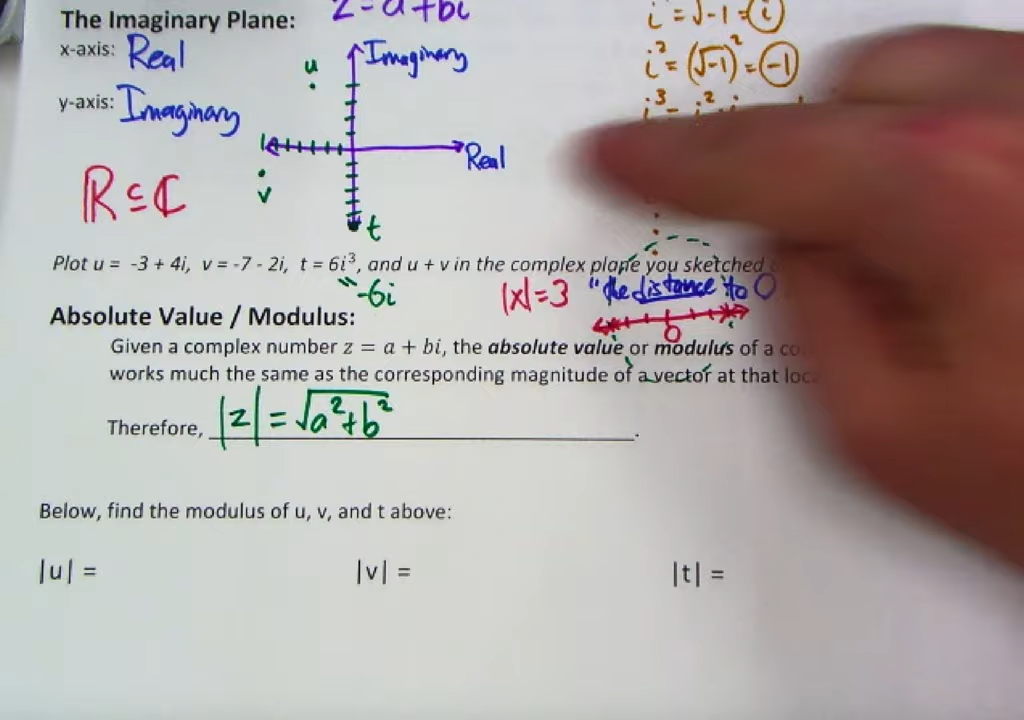 The Imaginary Plane: z = a + bi
i = √-1 = i
x-axis: Real
u
Imaginary
i² = (√-1)² = -1
y-axis: Imaginary
i³ = i²
Real
ℝ ⊆ ℂ
v
t
Plot u = -3 + 4i, v = -7 - 2i, t = 6i³, and u + v in the complex plane you sketched
" -6i
|x| = 3 "the distance to 0
0
Absolute Value / Modulus:
Given a complex number z = a + bi, the absolute value or modulus of a
works much the same as the corresponding magnitude of a vector at that
Therefore, |z| = √a²+b² .
Below, find the modulus of u, v, and t above:
|u| = |v| = |t| =